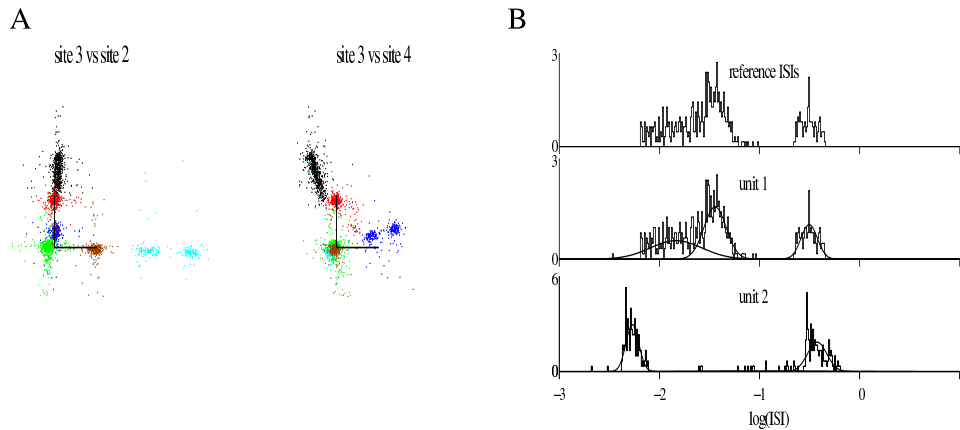 A
B
site 3 vs site 2
site 3 vs site 4
3
reference ISIs
0
3
unit 1
0
6
unit 2
0
−3
−2
−1
0
log(ISI)